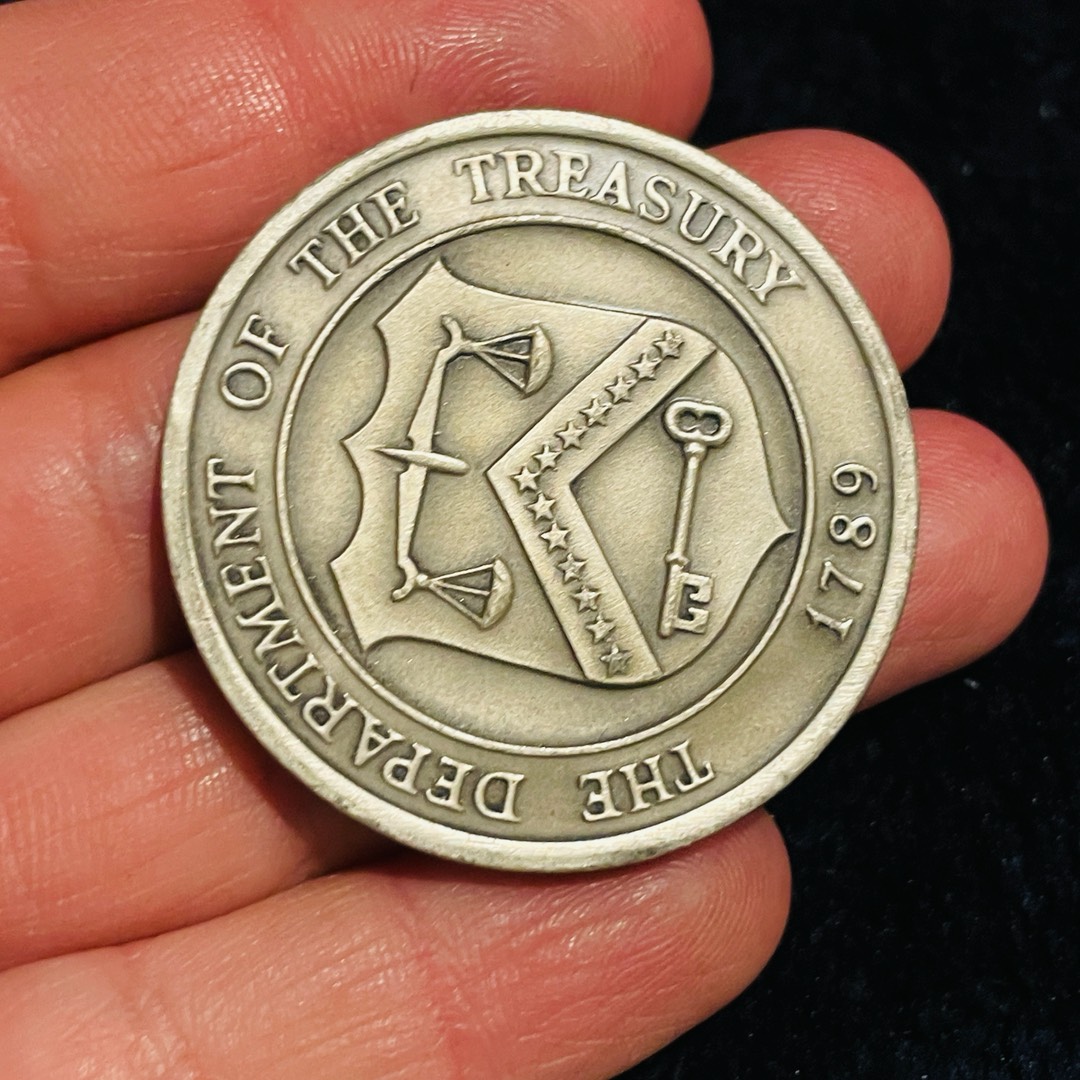 THE DEPARTMENT OF THE TREASURY
1789